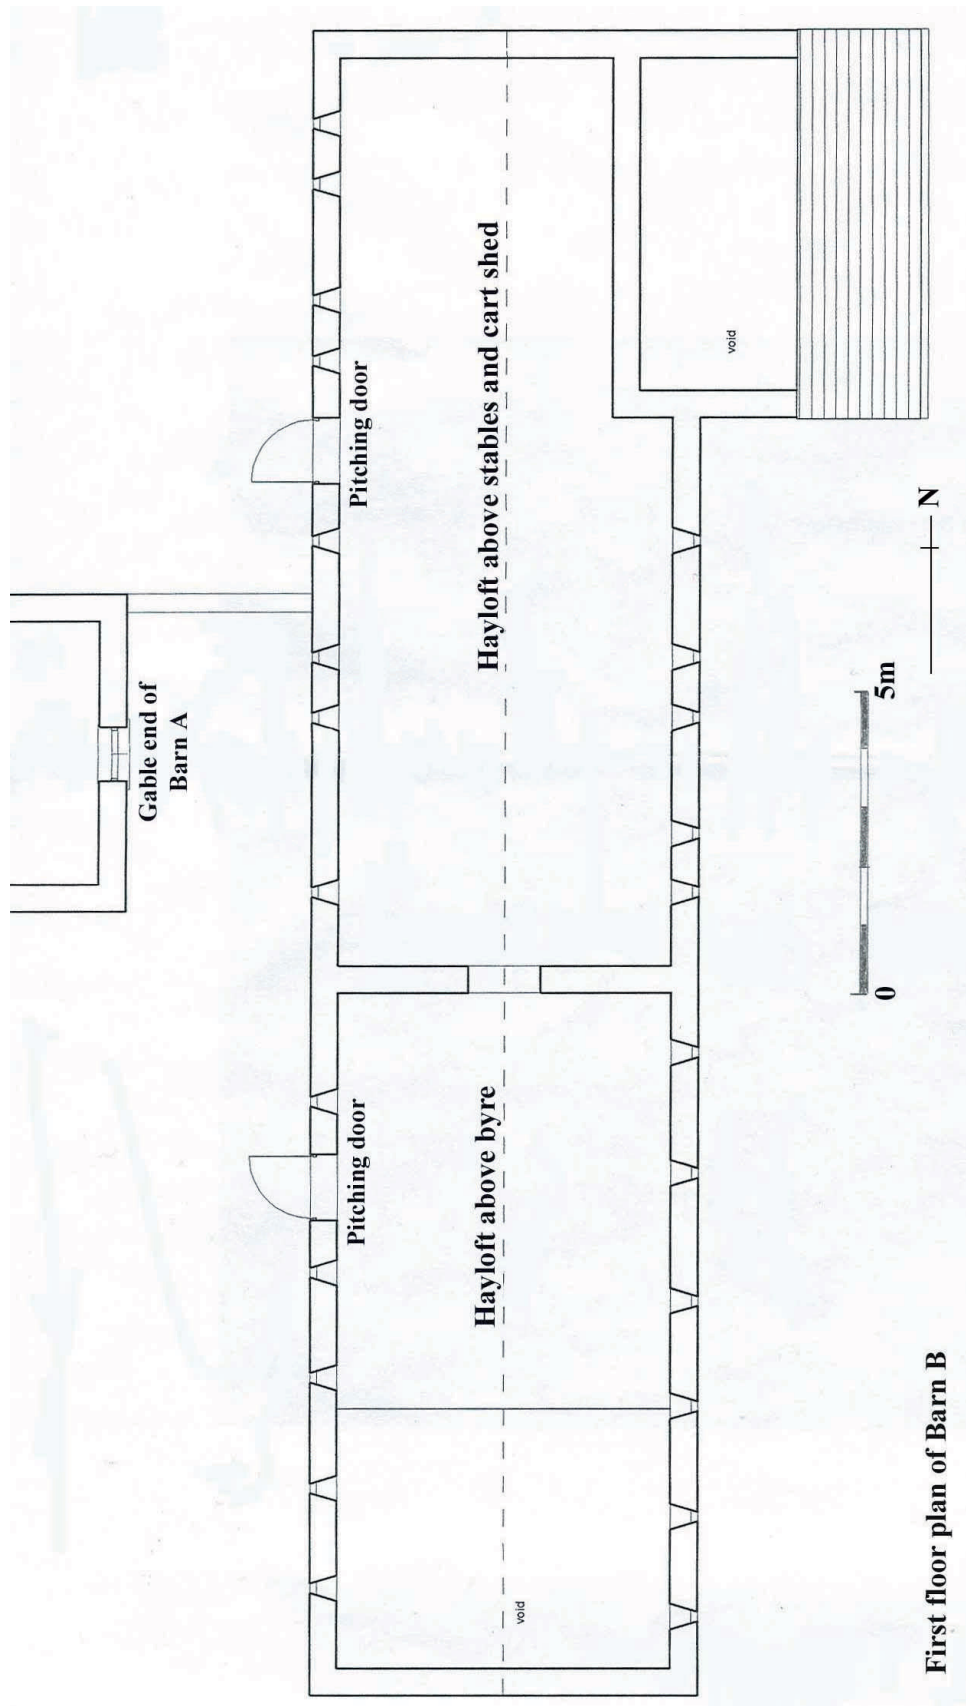 Gable end of
Barn A
Pitching door
Pitching door
void
Hayloft above byre
Hayloft above stables and cart shed
void
0
5m
N
First floor plan of Barn B